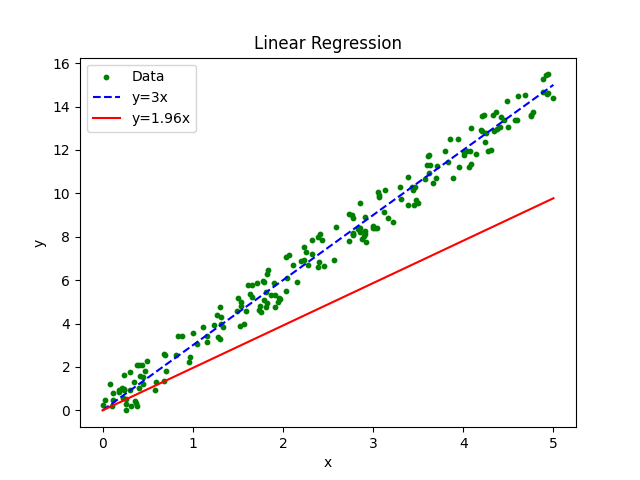 Linear Regression
Data
y=3x
y=1.96x
16
14
12
10
8
6
4
2
0
y
0 1 2 3 4 5
x